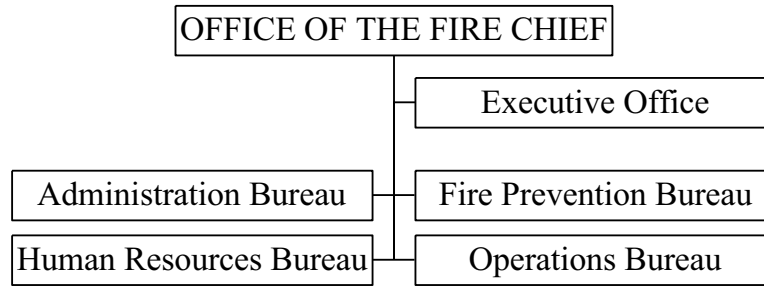 OFFICE OF THE FIRE CHIEF
Executive Office
Administration Bureau
Fire Prevention Bureau
Human Resources Bureau
Operations Bureau